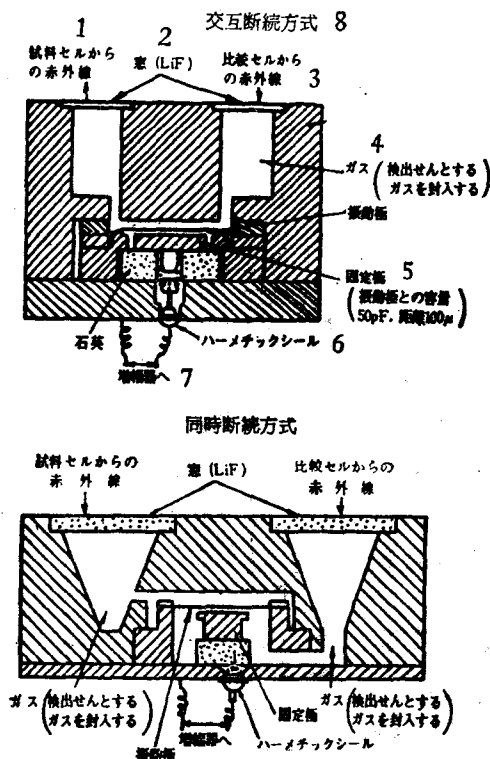 交互断続方式 8
1
試料セルから
の赤外線
2
窓 (LiF)
比較セルから
の赤外線
3
4
ガス (検出せんとする
ガスを封入する)
振動極
固定極 5
(振動極との容量
50pF, 距離100μ)
石英
ハーメチックシール 6
増幅器へ 7
同時断続方式
試料セルからの
赤外線
窓 (LiF)
比較セルからの
赤外線
ガス (検出せんとする
ガスを封入する)
振動極
増幅器へ
ハーメチックシール
固定極
ガス (検出せんとする
ガスを封入する)